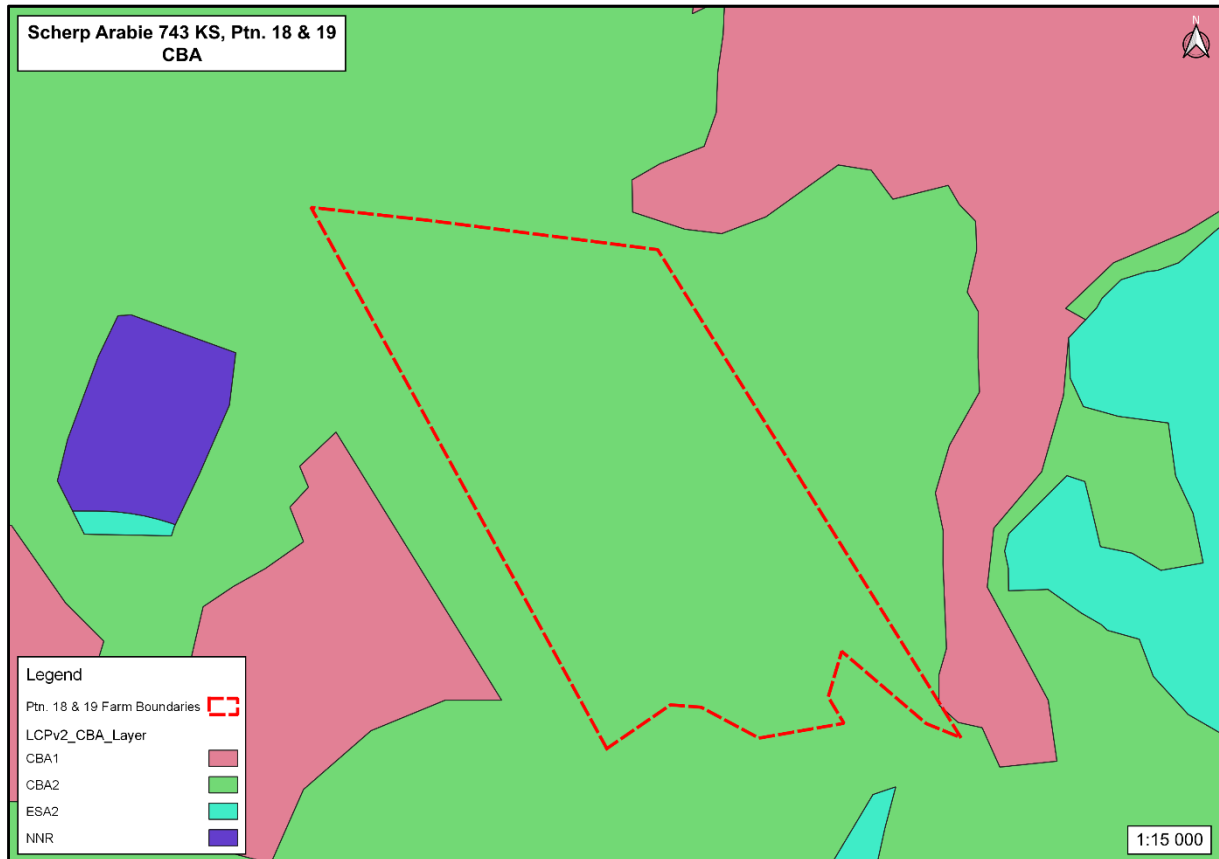 Scherp Arabie 743 KS, Ptn. 18 & 19
CBA
N
Legend
Ptn. 18 & 19 Farm Boundaries
LCPv2_CBA_Layer
CBA1
CBA2
ESA2
NNR
1:15 000